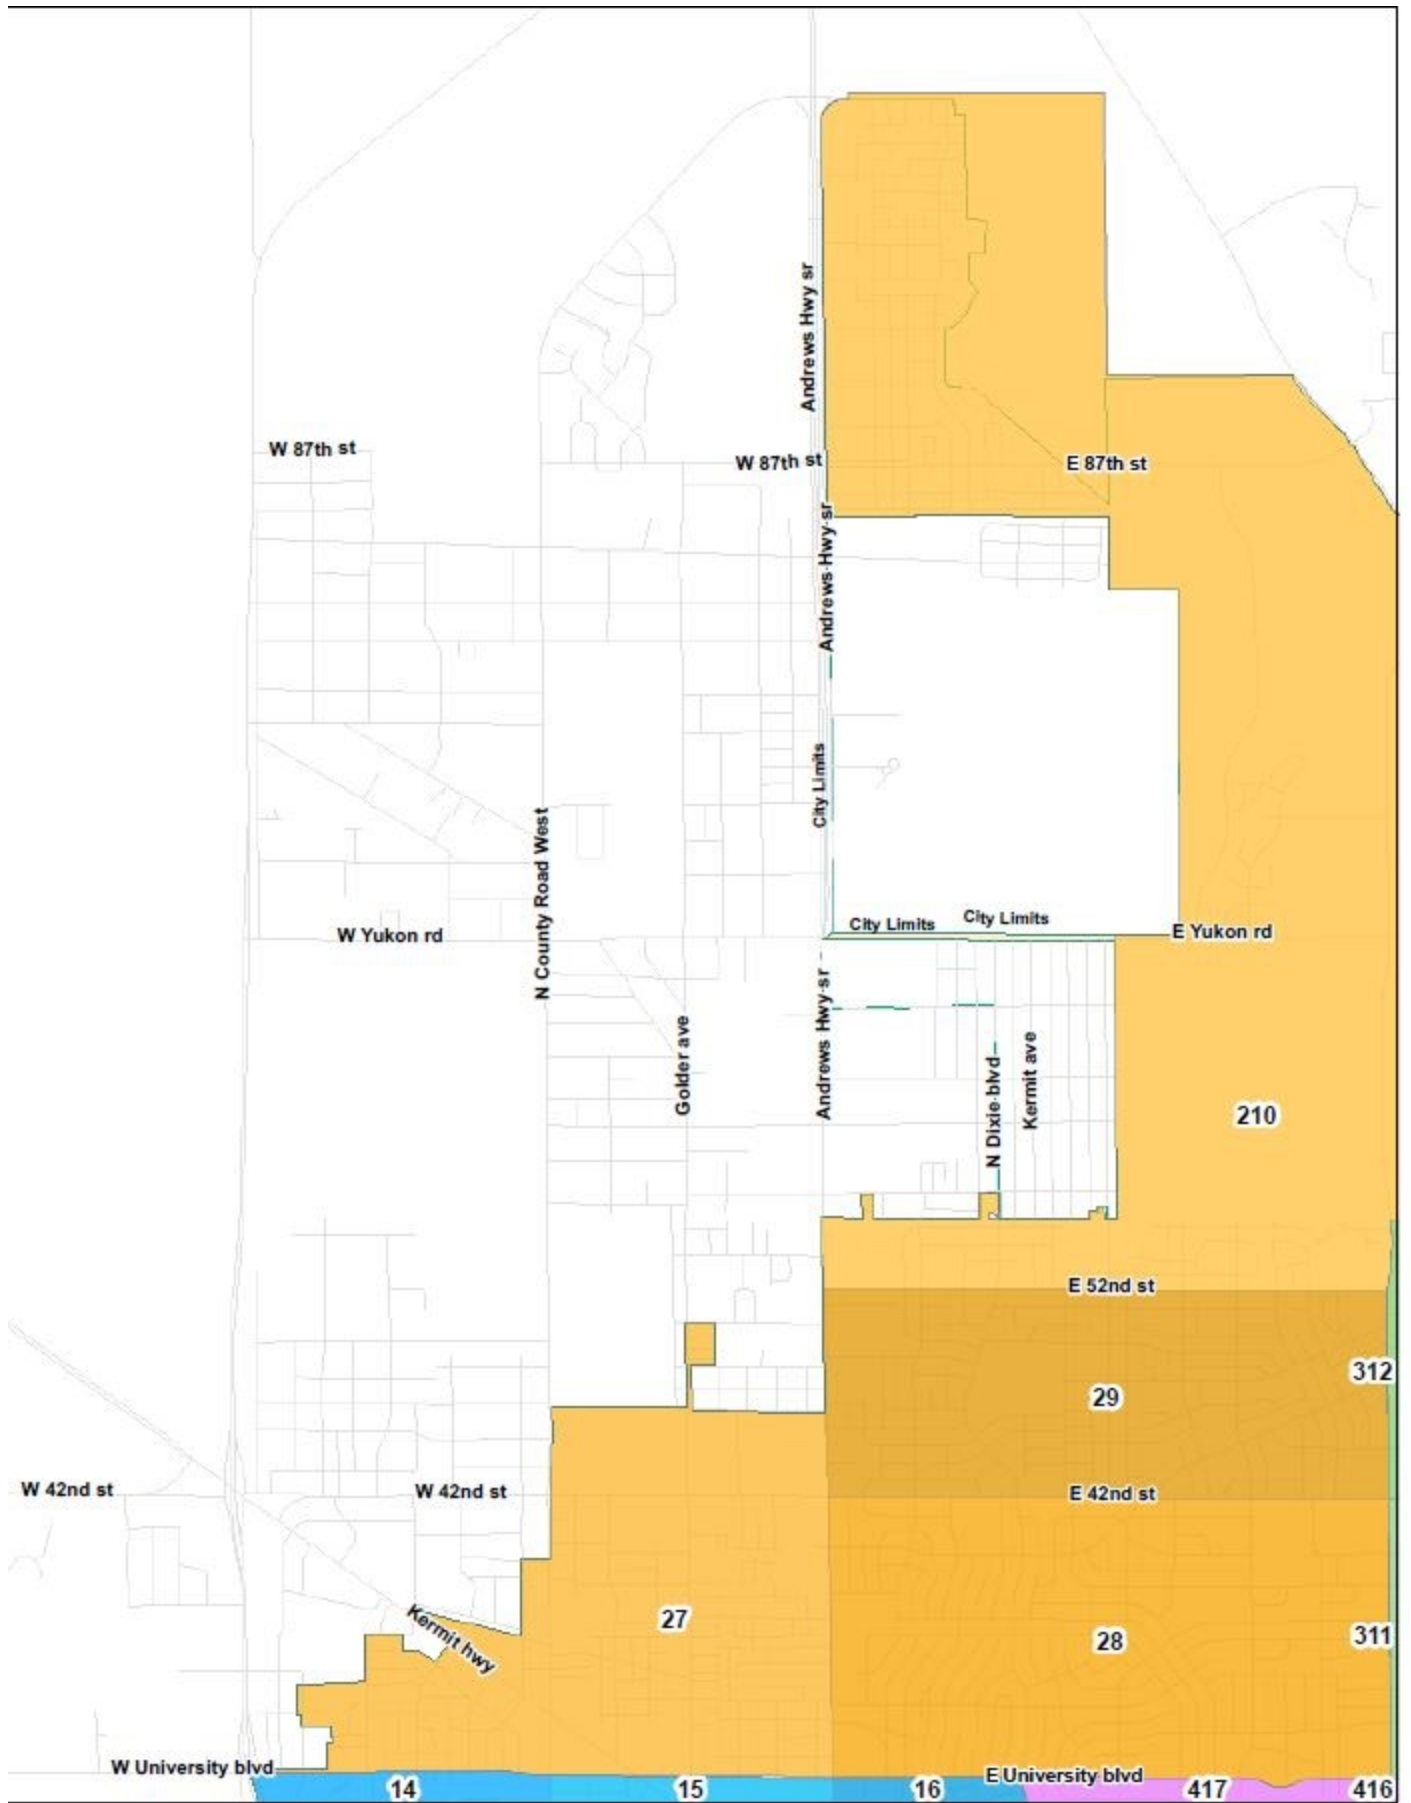 Andrews Hwy sr
W 87th st
W 87th st
E 87th st
Andrews Hwy sr
City Limits
N County Road West
City Limits
City Limits
W Yukon rd
E Yukon rd
Golder ave
Andrews Hwy sr
N Dixie blvd
Kermit ave
210
E 52nd st
312
29
W 42nd st
W 42nd st
E 42nd st
27
28
311
Kermit hwy
W University blvd
E University blvd
14
15
16
417
416